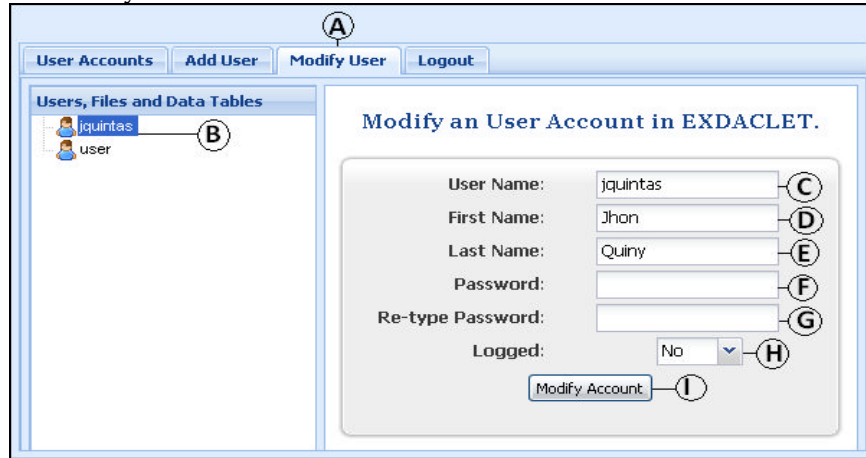 A
User Accounts Add User Modify User Logout
Users, Files and Data Tables
jquintas
B
user
Modify an User Account in EXDACLET.
User Name: jquintas C
First Name: Jhon D
Last Name: Quiny E
Password: F
Re-type Password: G
Logged: No H
Modify Account I